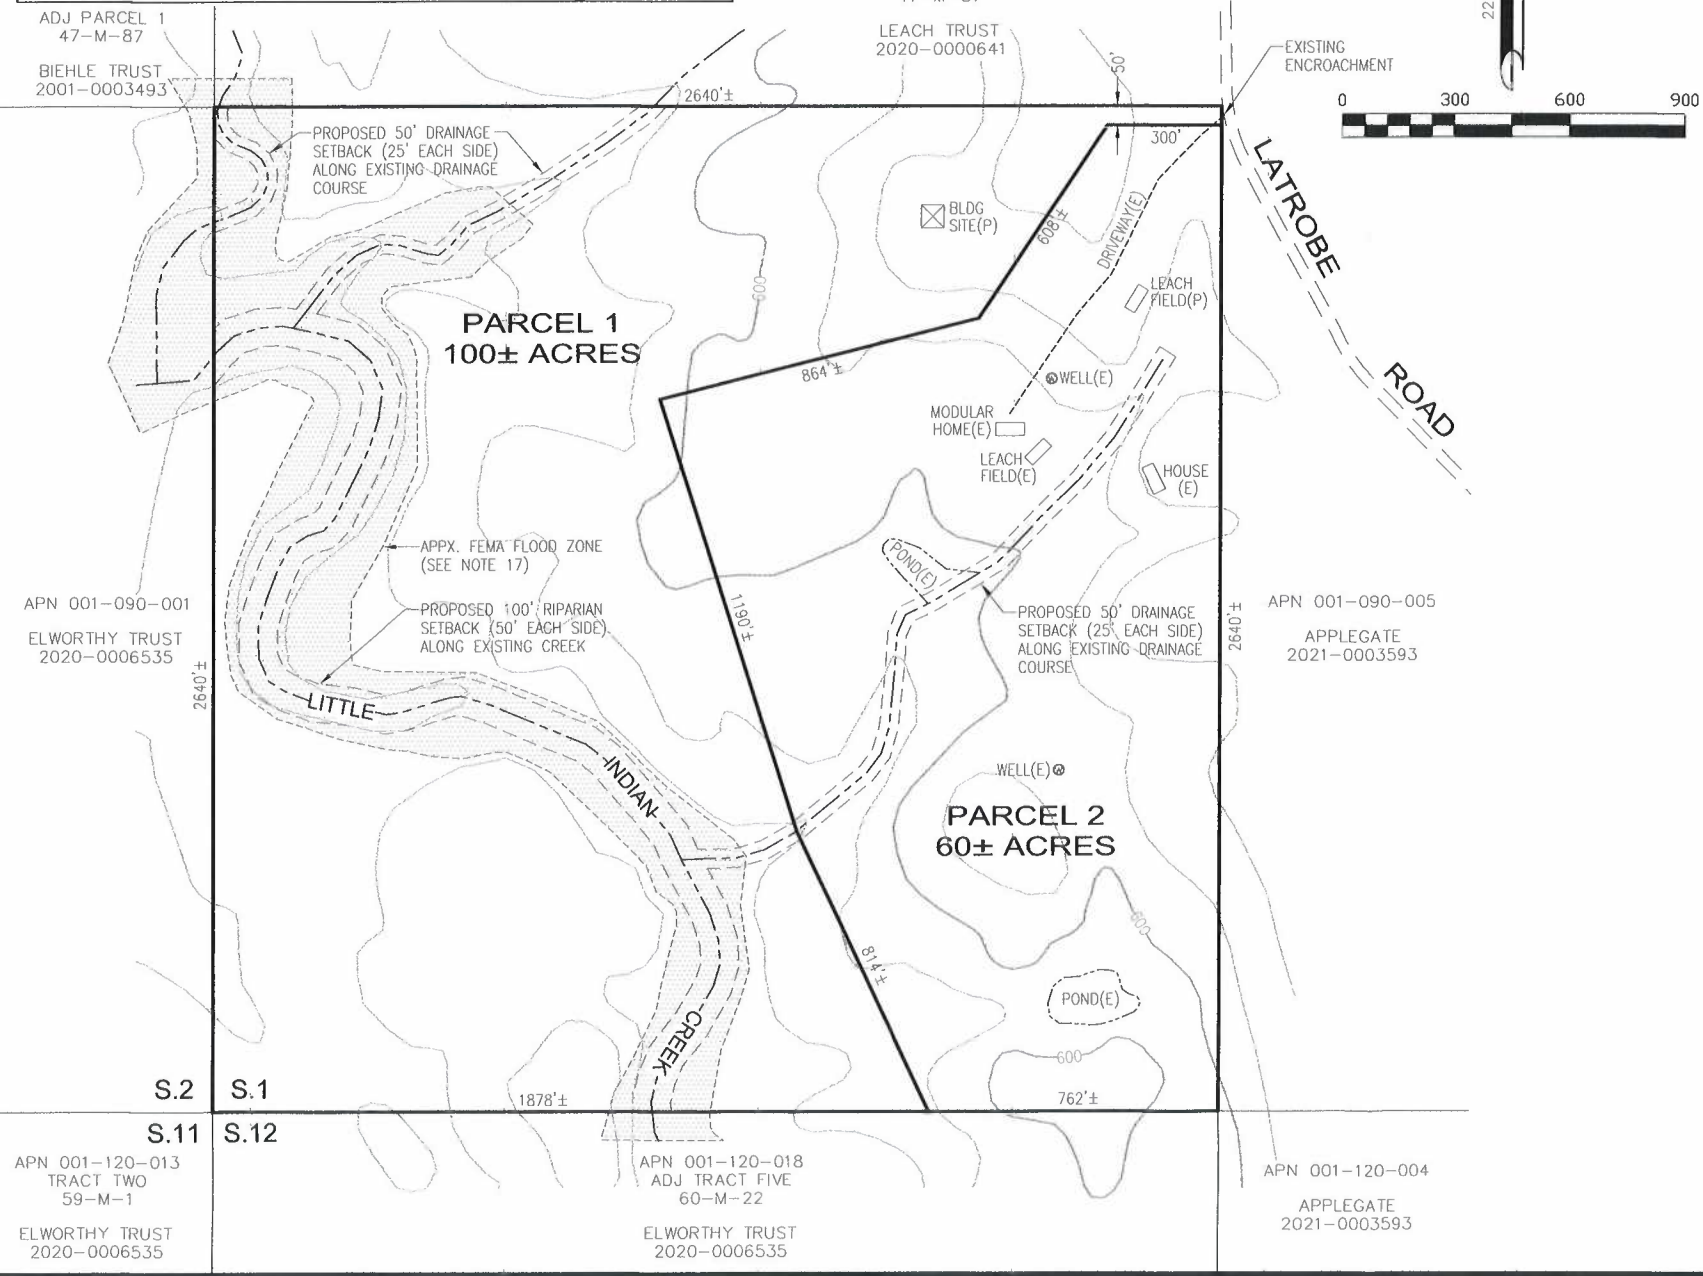 ADJ PARCEL 1
47-M-87
BIEHLE TRUST
2001-0003493
LEACH TRUST
2020-0000641
50'
EXISTING
ENCROACHMENT
22
0 300 600 900
2640'±
300'
PROPOSED 50' DRAINAGE
SETBACK (25' EACH SIDE)
ALONG EXISTING DRAINAGE
COURSE
LATROBE
ROAD
BLDG
SITE(P)
608'±
DRIVEWAY(E)
LEACH
FIELD(P)
600
PARCEL 1
100± ACRES
864'±
WELL(E)
MODULAR
HOME(E)
LEACH
FIELD(E)
HOUSE
(E)
APPX. FEMA FLOOD ZONE
(SEE NOTE 17)
POND(E)
PROPOSED 100' RIPARIAN
SETBACK (50' EACH SIDE)
ALONG EXISTING CREEK
1190'±
PROPOSED 50' DRAINAGE
SETBACK (25' EACH SIDE)
ALONG EXISTING DRAINAGE
COURSE
2640'±
APN 001-090-001
ELWORTHY TRUST
2020-0006535
2640'±
APN 001-090-005
APPLEGATE
2021-0003593
LITTLE
INDIAN
CREEK
WELL(E)
PARCEL 2
60± ACRES
600
814'±
POND(E)
600
S.2 S.1
1878'±
762'±
S.11 S.12
APN 001-120-013
TRACT TWO
59-M-1
ELWORTHY TRUST
2020-0006535
APN 001-120-018
ADJ TRACT FIVE
60-M-22
ELWORTHY TRUST
2020-0006535
APN 001-120-004
APPLEGATE
2021-0003593